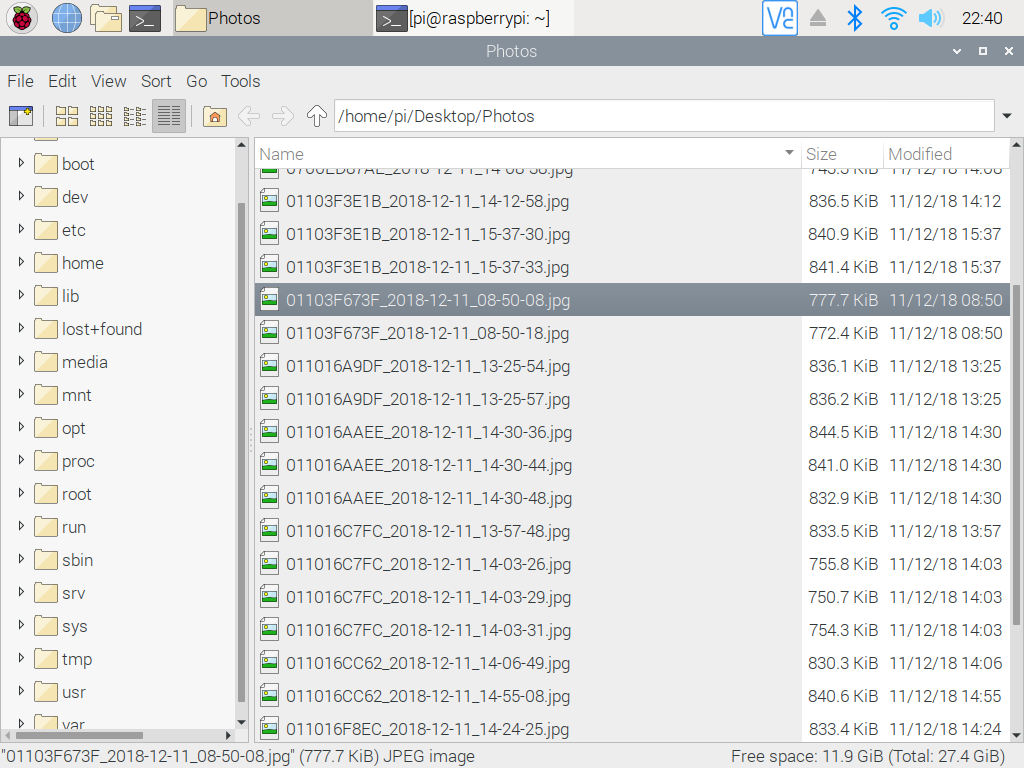 Photos
[pi@raspberrypi: ~]
22:40
Photos
File Edit View Sort Go Tools
/home/pi/Desktop/Photos
Name Size Modified
boot
dev
etc
home
lib
lost+found
media
mnt
opt
proc
root
run
sbin
srv
sys
tmp
usr
var
01103F3E1B_2018-12-11_14-12-58.jpg 836.5 KiB 11/12/18 14:12
01103F3E1B_2018-12-11_15-37-30.jpg 840.9 KiB 11/12/18 15:37
01103F3E1B_2018-12-11_15-37-33.jpg 841.4 KiB 11/12/18 15:37
01103F673F_2018-12-11_08-50-08.jpg 777.7 KiB 11/12/18 08:50
01103F673F_2018-12-11_08-50-18.jpg 772.4 KiB 11/12/18 08:50
011016A9DF_2018-12-11_13-25-54.jpg 836.1 KiB 11/12/18 13:25
011016A9DF_2018-12-11_13-25-57.jpg 836.2 KiB 11/12/18 13:25
011016AAEE_2018-12-11_14-30-36.jpg 844.5 KiB 11/12/18 14:30
011016AAEE_2018-12-11_14-30-44.jpg 841.0 KiB 11/12/18 14:30
011016AAEE_2018-12-11_14-30-48.jpg 832.9 KiB 11/12/18 14:30
011016C7FC_2018-12-11_13-57-48.jpg 833.5 KiB 11/12/18 13:57
011016C7FC_2018-12-11_14-03-26.jpg 755.8 KiB 11/12/18 14:03
011016C7FC_2018-12-11_14-03-29.jpg 750.7 KiB 11/12/18 14:03
011016C7FC_2018-12-11_14-03-31.jpg 754.3 KiB 11/12/18 14:03
011016CC62_2018-12-11_14-06-49.jpg 830.3 KiB 11/12/18 14:06
011016CC62_2018-12-11_14-55-08.jpg 840.6 KiB 11/12/18 14:55
011016F8EC_2018-12-11_14-24-25.jpg 833.4 KiB 11/12/18 14:24
"01103F673F_2018-12-11_08-50-08.jpg" (777.7 KiB) JPEG image
Free space: 11.9 GiB (Total: 27.4 GiB)